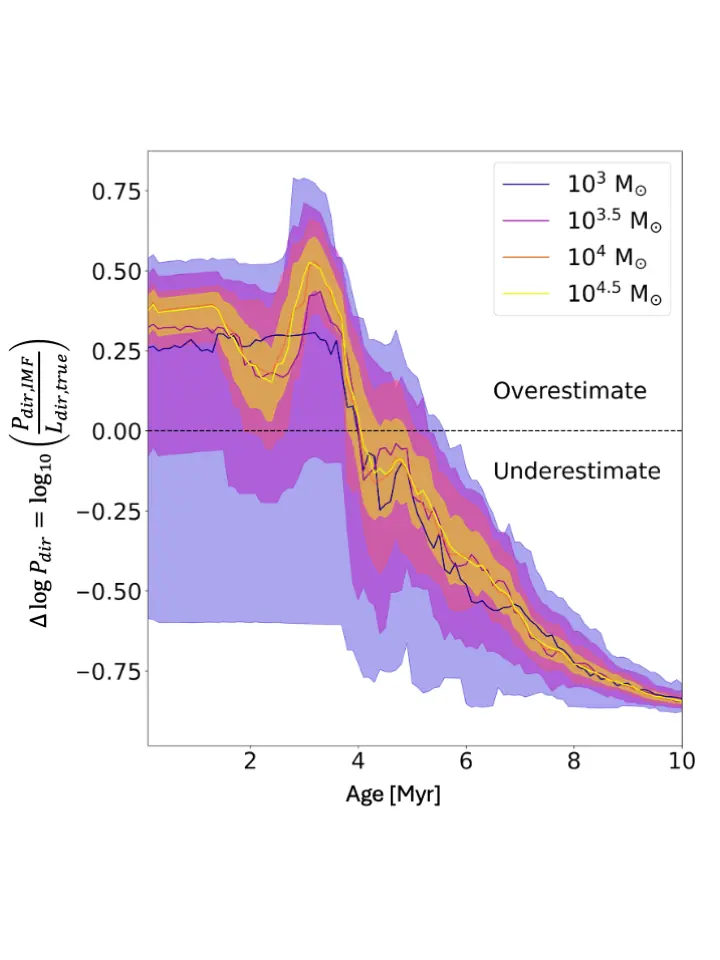 0.75
0.50
0.25
0.00
−0.25
−0.50
−0.75
Δ log P_dir = log₁₀ (P_dir,IMF / L_dir,true)
10³ M☉
10³·⁵ M☉
10⁴ M☉
10⁴·⁵ M☉
Overestimate
Underestimate
2 4 6 8 10
Age [Myr]